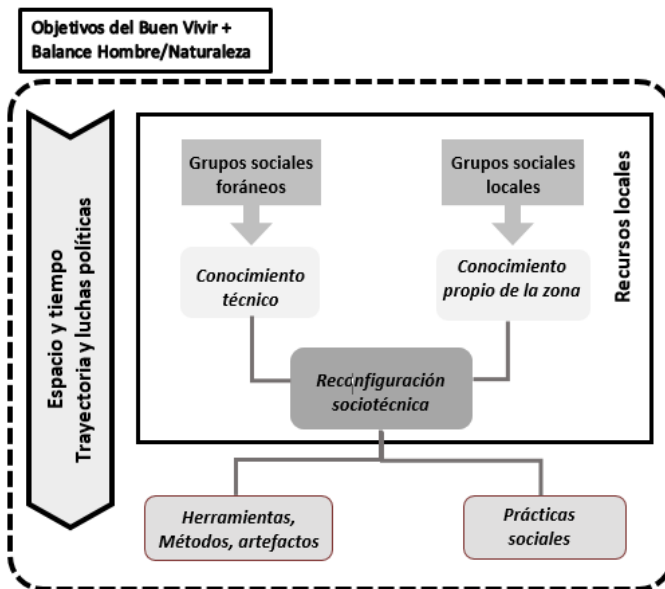 Objetivos del Buen Vivir +
Balance Hombre/Naturaleza
Espacio y tiempo
Trayectoria y luchas políticas
Grupos sociales
foráneos
Grupos sociales
locales
Recursos locales
Conocimiento
técnico
Conocimiento
propio de la zona
Reconfiguración
sociotécnica
Herramientas,
Métodos, artefactos
Prácticas
sociales